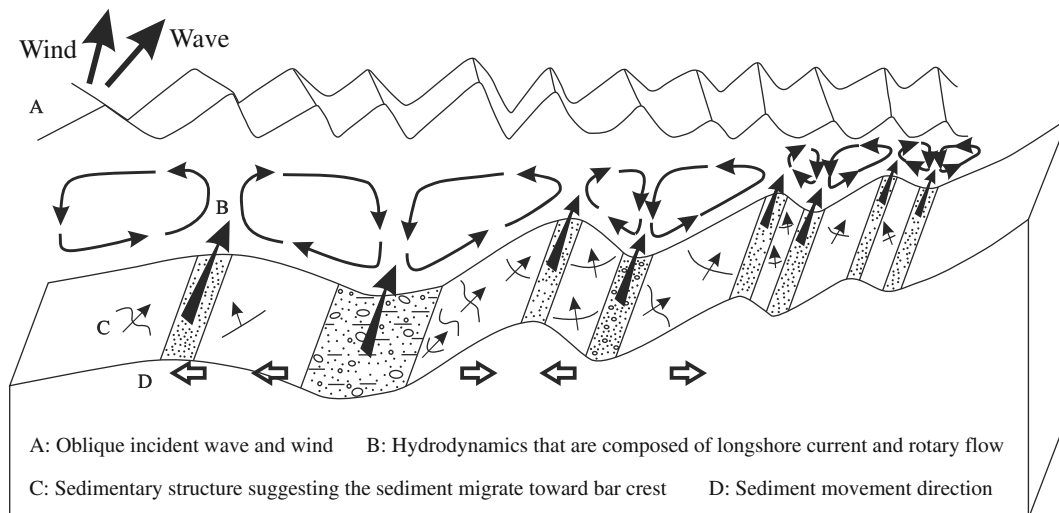 Wind
Wave
A
B
C
D
A: Oblique incident wave and wind B: Hydrodynamics that are composed of longshore current and rotary flow
C: Sedimentary structure suggesting the sediment migrate toward bar crest D: Sediment movement direction